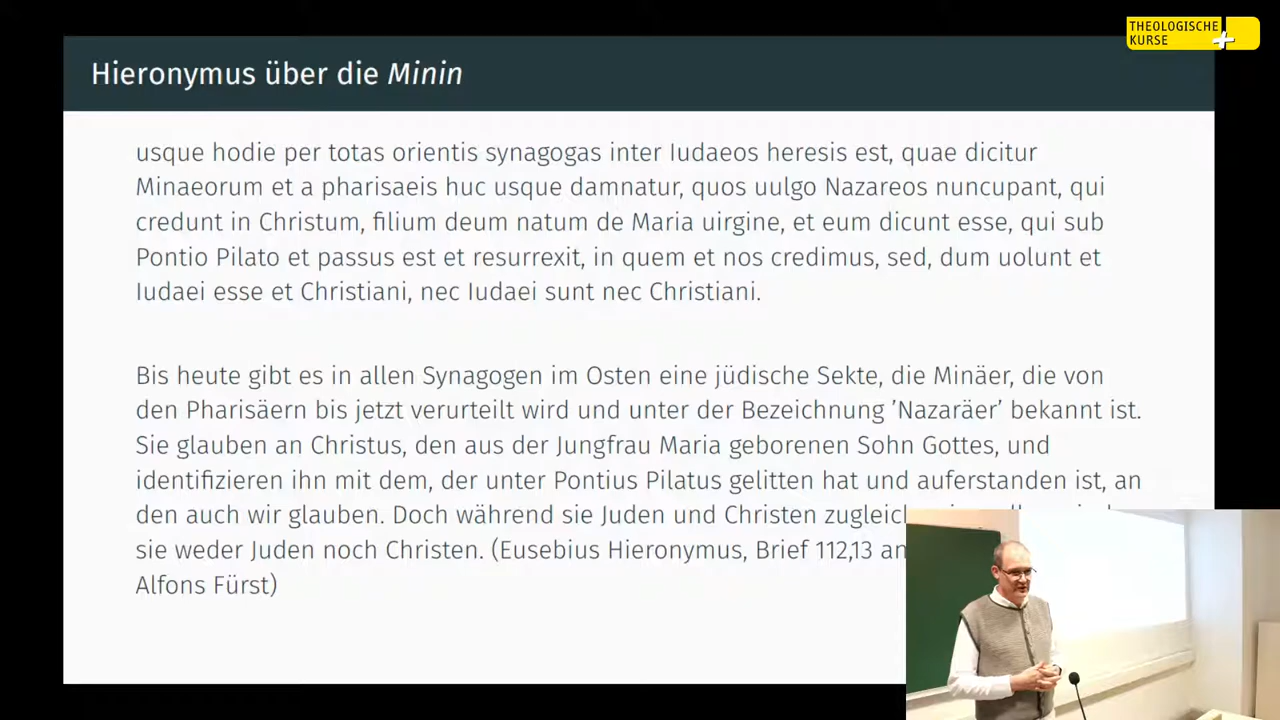 THEOLOGISCHE
KURSE
Hieronymus über die Minin
usque hodie per totas orientis synagogas inter Iudaeos heresis est, quae dicitur
Minaeorum et a pharisaeis huc usque damnatur, quos uulgo Nazareos nuncupant, qui
credunt in Christum, filium deum natum de Maria uirgine, et eum dicunt esse, qui sub
Pontio Pilato et passus est et resurrexit, in quem et nos credimus, sed, dum uolunt et
Iudaei esse et Christiani, nec Iudaei sunt nec Christiani.
Bis heute gibt es in allen Synagogen im Osten eine jüdische Sekte, die Minäer, die von
den Pharisäern bis jetzt verurteilt wird und unter der Bezeichnung ’Nazaräer’ bekannt ist.
Sie glauben an Christus, den aus der Jungfrau Maria geborenen Sohn Gottes, und
identifizieren ihn mit dem, der unter Pontius Pilatus gelitten hat und auferstanden ist, an
den auch wir glauben. Doch während sie Juden und Christen zugleich
sie weder Juden noch Christen. (Eusebius Hieronymus, Brief 112,13
Alfons Fürst)